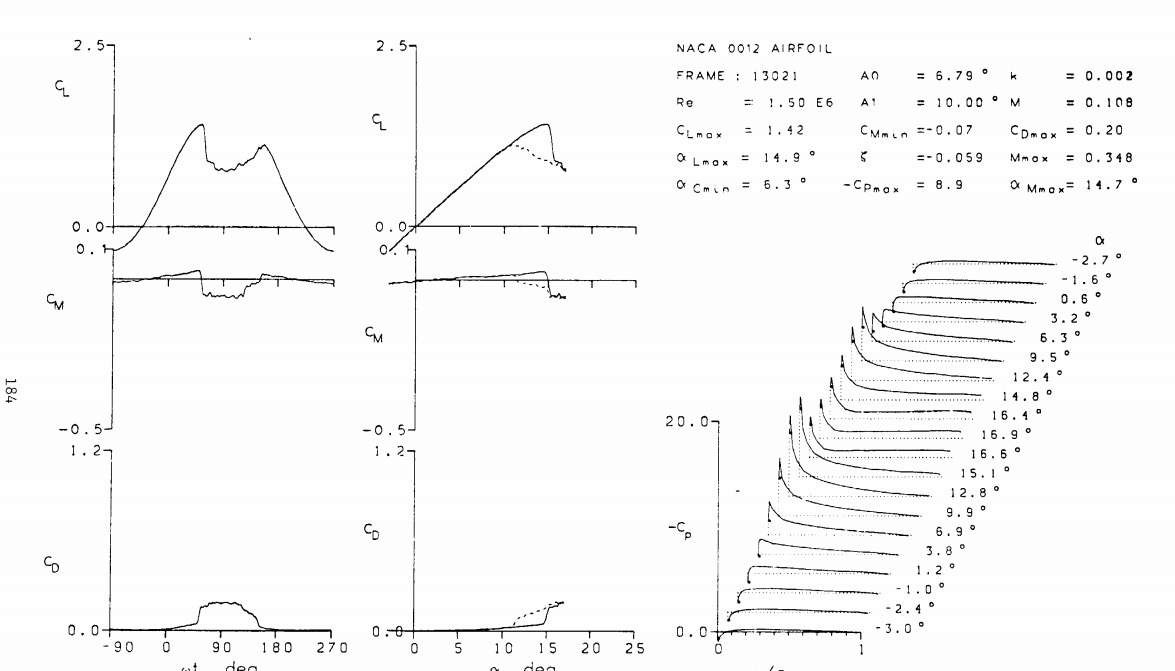 NACA 0012 AIRFOIL
FRAME : 13021 A0 = 6.79 ° k = 0.002
Re = 1.50 E6 A1 = 10.00 ° M = 0.108
CLmax = 1.42 CMmin =-0.07 CDmax = 0.20
α Lmax = 14.9 ° ζ =-0.059 Mmax = 0.348
α Cmin = 6.3 ° -CPmax = 8.9 α Mmax= 14.7 °
2.5
CL
0.0
0.1
CM
-0.5
1.2
CD
0.0
-90 0 90 180 270
ωt deg
2.5
CL
0.0
0.1
CM
-0.5
1.2
CD
0.0
0 5 10 15 20 25
α deg
α
-2.7 °
-1.6 °
0.6 °
3.2 °
6.3 °
9.5 °
12.4 °
14.8 °
16.4 °
16.9 °
16.6 °
15.1 °
12.8 °
9.9 °
6.9 °
3.8 °
1.2 °
-1.0 °
-2.4 °
-3.0 °
20.0
-Cp
0.0
0 1
184